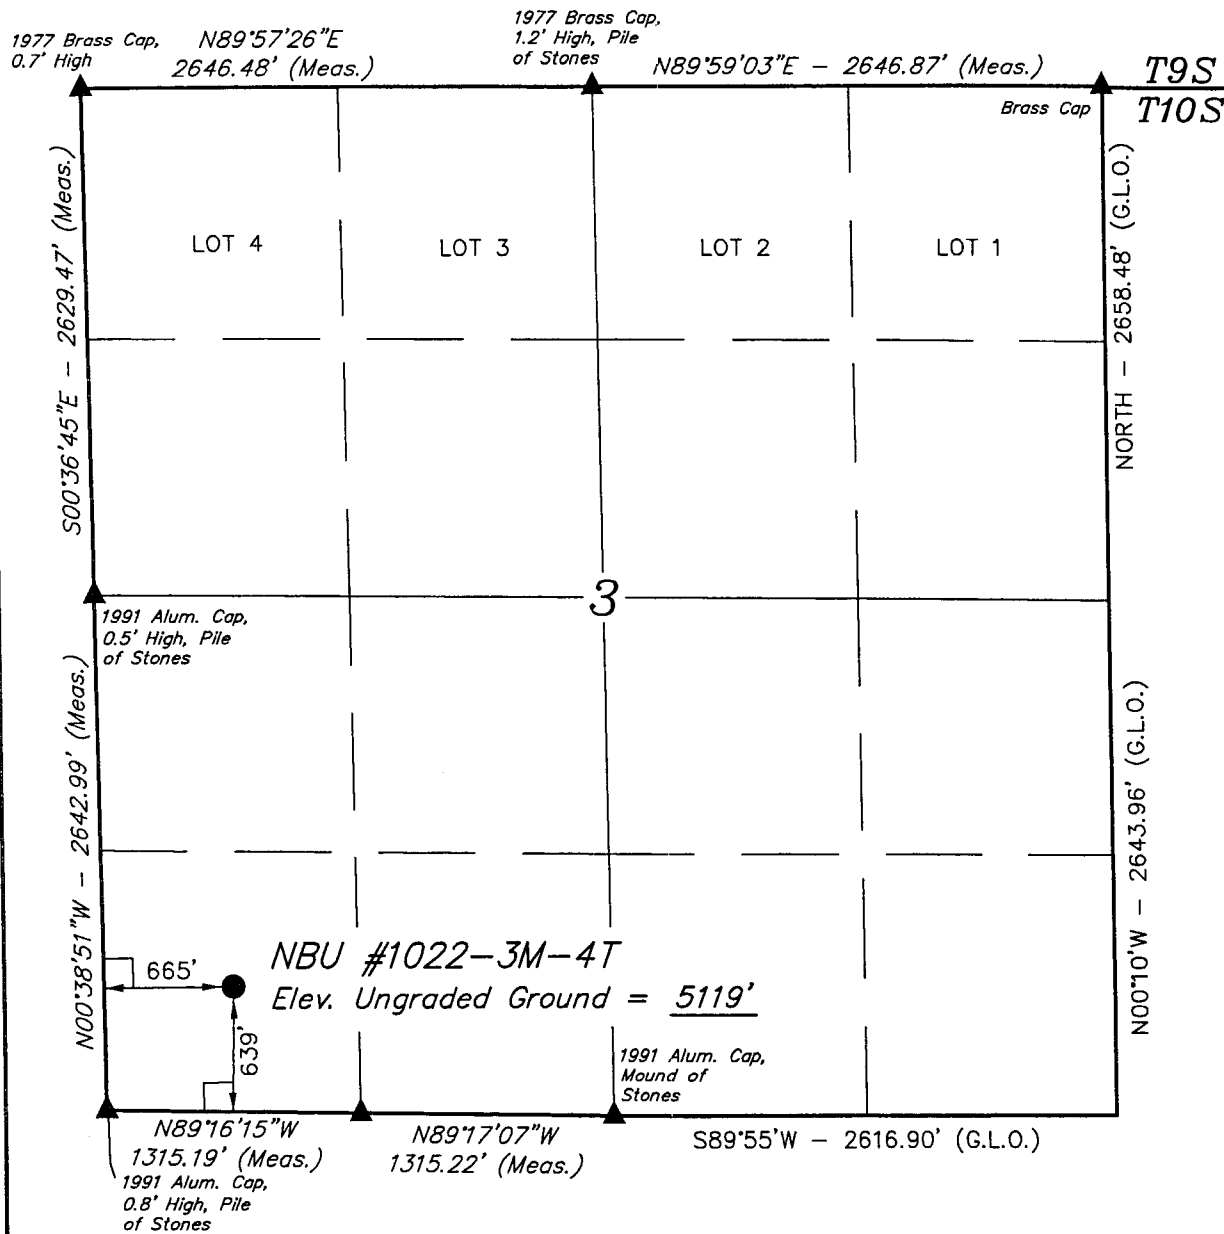 1977 Brass Cap,
0.7' High
N89°57'26"E
2646.48' (Meas.)
1977 Brass Cap,
1.2' High, Pile
of Stones
N89°59'03"E - 2646.87' (Meas.)
T9S
T10S
Brass Cap
S00°36'45"E - 2629.47' (Meas.)
LOT 4
LOT 3
LOT 2
LOT 1
NORTH - 2658.48' (G.L.O.)
3
1991 Alum. Cap,
0.5' High, Pile
of Stones
N00°38'51"W - 2642.99' (Meas.)
N00°10'W - 2643.96' (G.L.O.)
665'
NBU #1022-3M-4T
Elev. Ungraded Ground = 5119'
639'
1991 Alum. Cap,
Mound of
Stones
N89°16'15"W
1315.19' (Meas.)
N89°17'07"W
1315.22' (Meas.)
S89°55'W - 2616.90' (G.L.O.)
1991 Alum. Cap,
0.8' High, Pile
of Stones